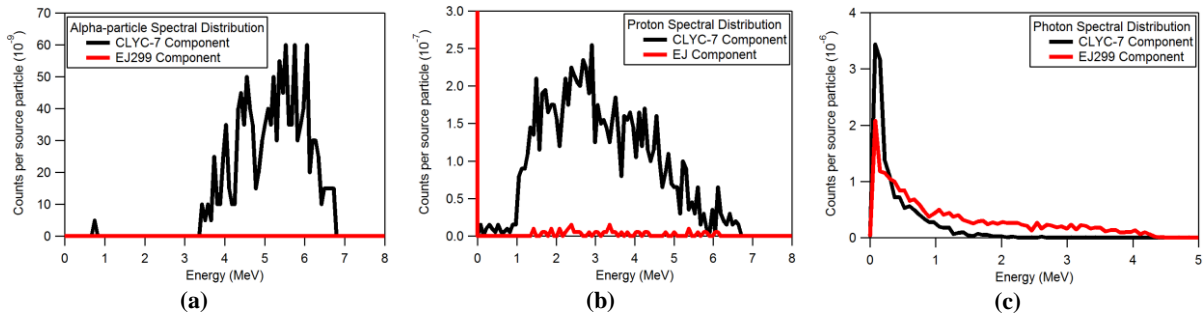 Alpha-particle Spectral Distribution
CLYC-7 Component
EJ299 Component
Counts per source particle (10⁻⁹)
70
60
50
40
30
20
10
0
0 1 2 3 4 5 6 7 8
Energy (MeV)
(a)
Proton Spectral Distribution
CLYC-7 Component
EJ Component
Counts per source particle (10⁻⁷)
3.0
2.5
2.0
1.5
1.0
0.5
0.0
0 1 2 3 4 5 6 7 8
Energy (MeV)
(b)
Photon Spectral Distribution
CLYC-7 Component
EJ299 Component
Counts per source particle (10⁻⁶)
4
3
2
1
0
0 1 2 3 4 5
Energy (MeV)
(c)